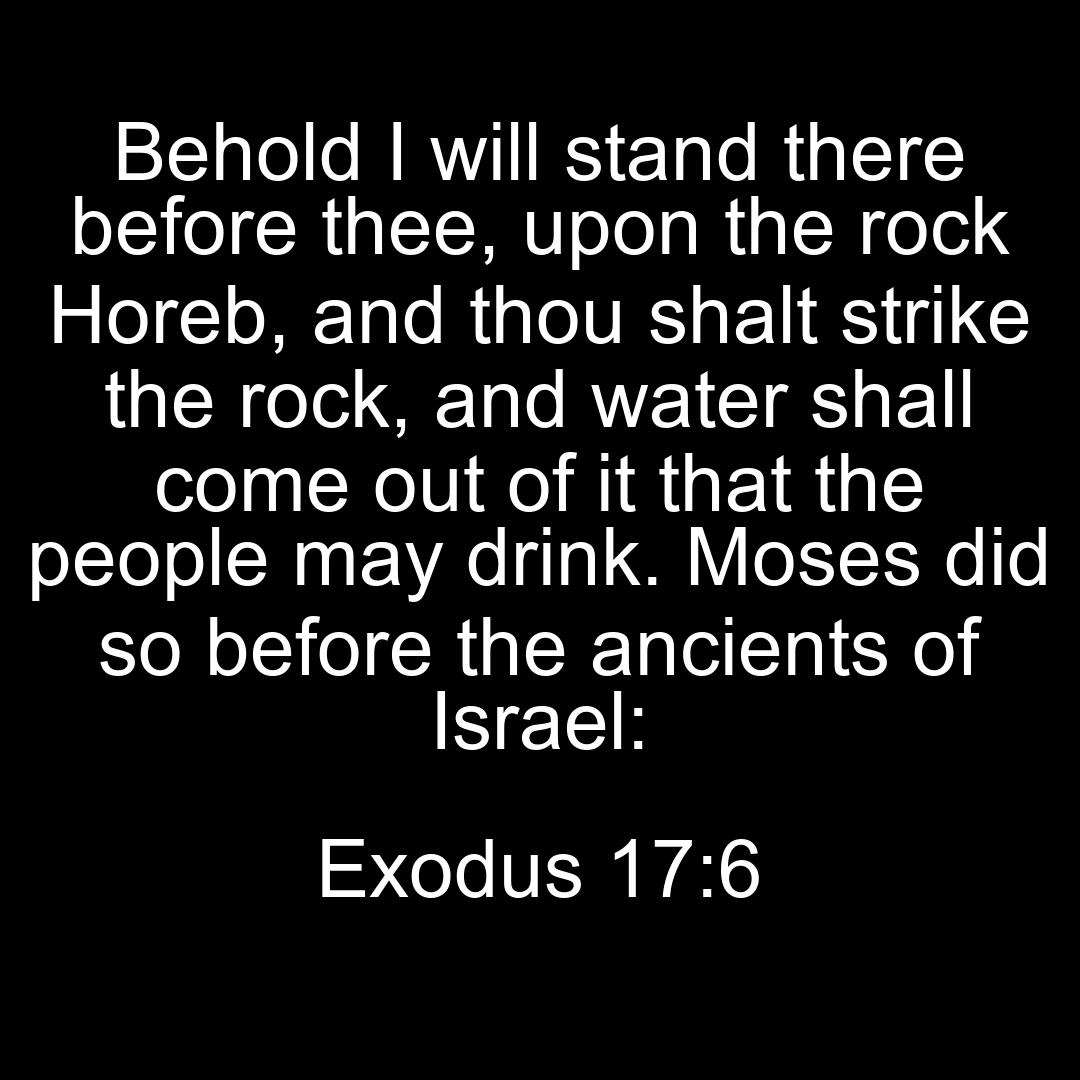 Behold I will stand there
before thee, upon the rock
Horeb, and thou shalt strike
the rock, and water shall
come out of it that the
people may drink. Moses did
so before the ancients of
Israel:
Exodus 17:6